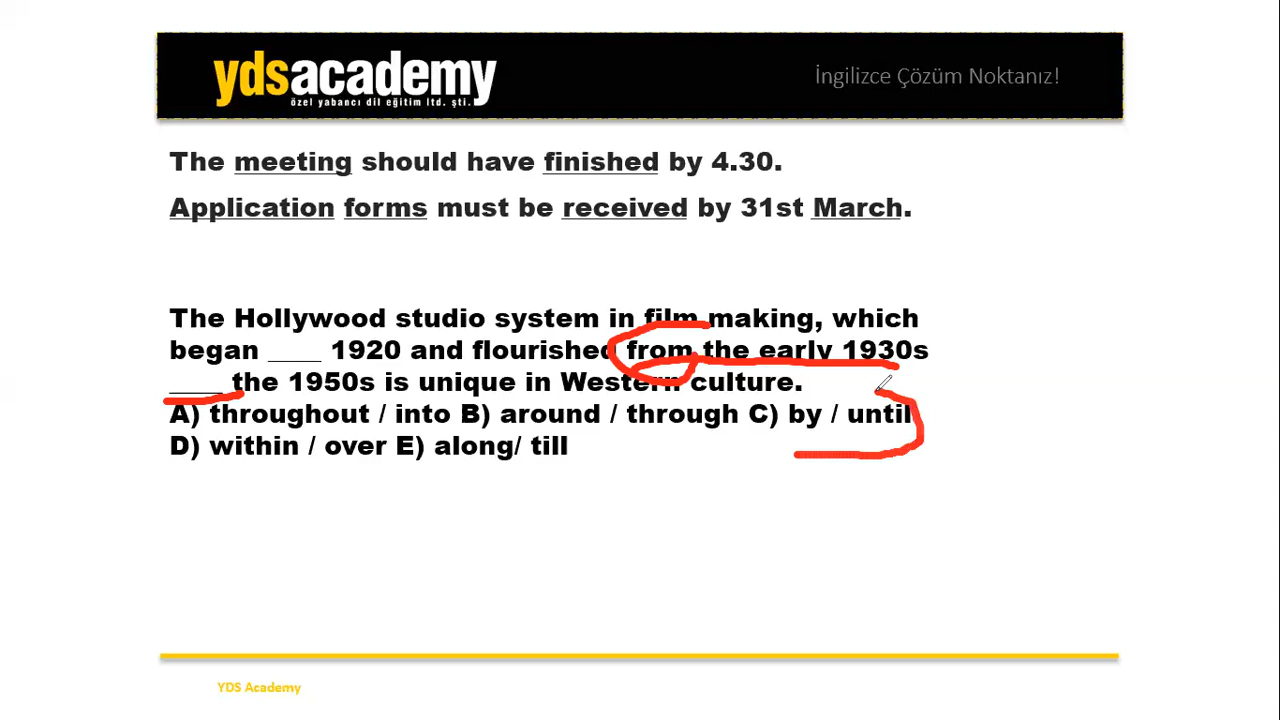 ydsacademy
özel yabancı dil eğitim ltd. şti.
İngilizce Çözüm Noktanız!
The meeting should have finished by 4.30.
Application forms must be received by 31st March.
The Hollywood studio system in film making, which
began ____ 1920 and flourished from the early 1930s
____ the 1950s is unique in Western culture.
A) throughout / into B) around / through C) by / until
D) within / over E) along/ till
YDS Academy